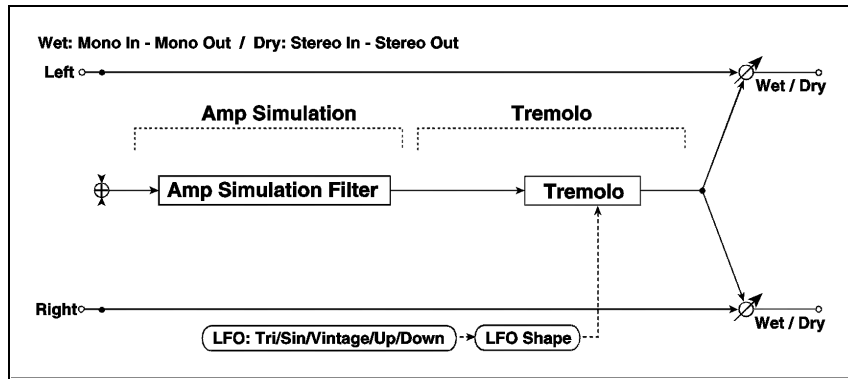 Wet: Mono In - Mono Out / Dry: Stereo In - Stereo Out
Left
Wet / Dry
Amp Simulation
Tremolo
Amp Simulation Filter
Tremolo
Right
Wet / Dry
LFO: Tri/Sin/Vintage/Up/Down
LFO Shape